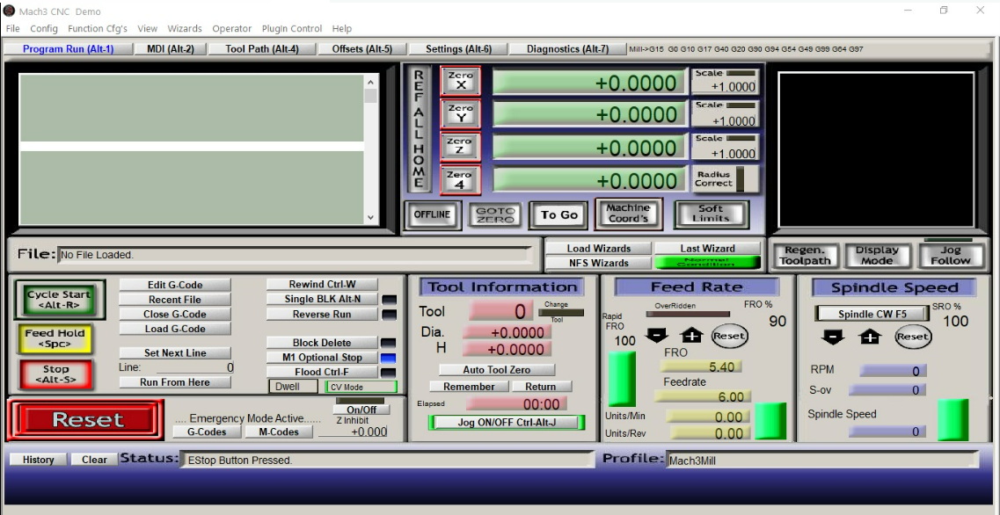 Mach3 CNC Demo
File Config Function Cfg's View Wizards Operator PlugIn Control Help
Program Run (Alt-1) MDI (Alt-2) Tool Path (Alt-4) Offsets (Alt-5) Settings (Alt-6) Diagnostics (Alt-7) Mill->G15 G0 G10 G17 G40 G20 G90 G94 G54 G49 G99 G64 G97
REF ALL HOME
Zero X +0.0000 Scale +1.0000
Zero Y +0.0000 Scale +1.0000
Zero Z +0.0000 Scale +1.0000
Zero 4 +0.0000 Radius Correct
OFFLINE GOTO ZERO To Go Machine Coord's Soft Limits
File: No File Loaded.
Load Wizards Last Wizard
NFS Wizards Normal Condition
Regen. Toolpath Display Mode Jog Follow
Cycle Start <Alt-R>
Feed Hold <Spc>
Stop <Alt-S>
Edit G-Code
Recent File
Close G-Code
Load G-Code
Set Next Line
Line: 0
Run From Here
Rewind Ctrl-W
Single BLK Alt-N
Reverse Run
Block Delete
M1 Optional Stop
Flood Ctrl-F
Dwell CV Mode
Reset
.... Emergency Mode Active......
G-Codes M-Codes
On/Off
Z Inhibit
+0.000
Tool Information
Tool 0 Change Tool
Dia. +0.0000
H +0.0000
Auto Tool Zero
Remember Return
Elapsed 00:00
Jog ON/OFF Ctrl-Alt-J
Feed Rate
OverRidden FRO %
90
Rapid FRO
100
Reset
FRO
5.40
Feedrate
6.00
Units/Min 0.00
Units/Rev 0.00
Spindle Speed
Spindle CW F5 SRO %
100
Reset
RPM 0
S-ov 0
Spindle Speed
0
History Clear Status: EStop Button Pressed. Profile: Mach3Mill